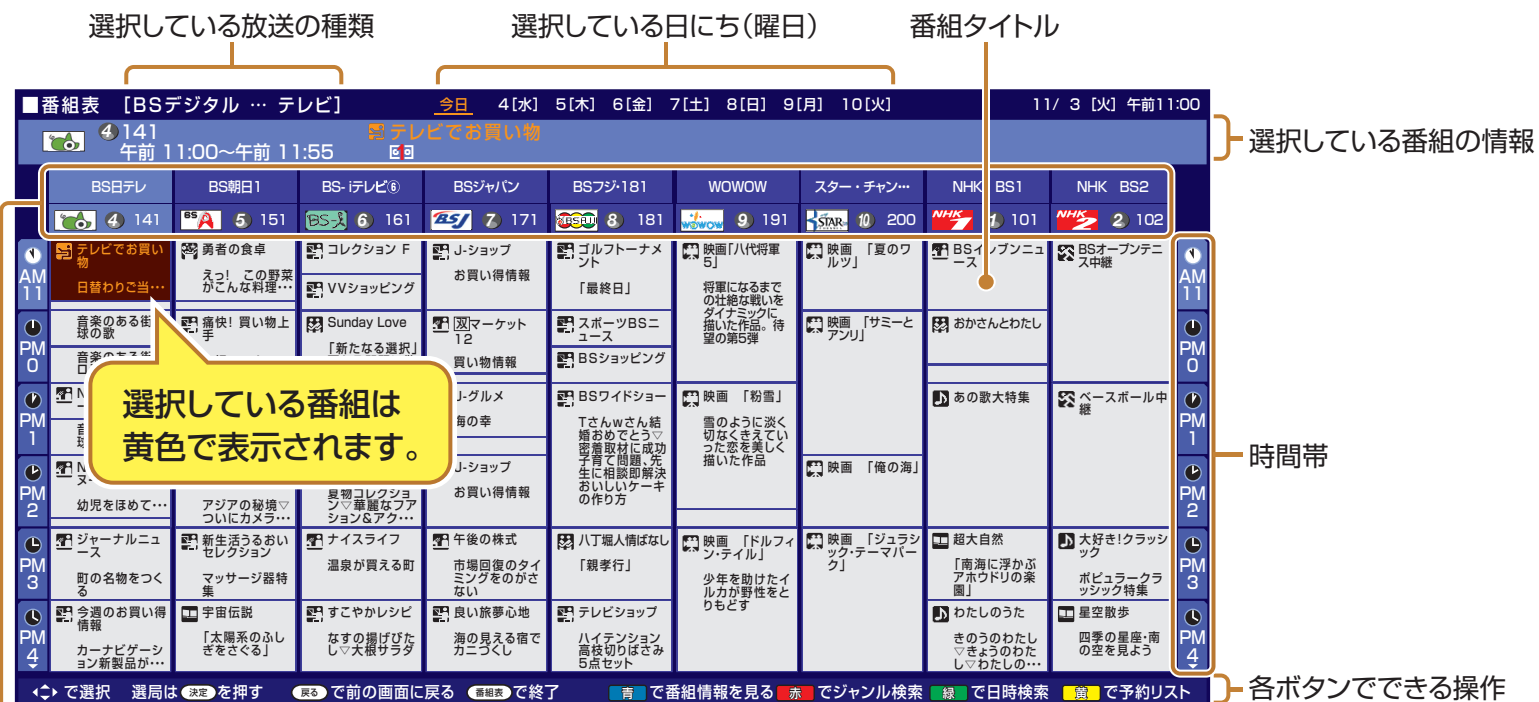 選択している放送の種類
選択している日にち(曜日)
番組タイトル
■番組表 [BSデジタル … テレビ] 今日 4[水] 5[木] 6[金] 7[土] 8[日] 9[月] 10[火] 11/ 3 [火] 午前11:00
4 141 テレビでお買い物
午前 11:00～午前 11:55
選択している番組の情報
BS日テレ BS朝日1 BS-iテレビ⑥ BSジャパン BSフジ・181 WOWOW スター・チャン… NHK BS1 NHK BS2
4 141 BS A 5 151 BS-i 6 161 BSJ 7 171 BSフジ 8 181 WOWOW 9 191 STAR 10 200 NHK 1 101 NHK 2 102
AM
11
PM
0
PM
1
PM
2
PM
3
PM
4
テレビでお買い
物
日替わりご当…
音楽のある街
球の歌
幼児をほめて…
ジャーナルニュ
ース
町の名物をつく
る
今週のお買い得
情報
カーナビゲーシ
ョン新製品が…
勇者の食卓
えっ! この野菜
がこんな料理…
痛快! 買い物上
手
アジアの秘境▽
ついにカメラ…
新生活うるおい
セレクション
マッサージ器特
集
宇宙伝説
「太陽系のふし
ぎをさぐる」
コレクション F
VVショッピング
Sunday Love
「新たなる選択」
夏物コレクショ
ン▽華麗なファ
ション&アク…
ナイスライフ
温泉が買える町
すこやかレシピ
なすの揚げびた
し▽大根サラダ
J-ショップ
お買い得情報
双マーケット
12
買い物情報
J-グルメ
海の幸
J-ショップ
お買い得情報
午後の株式
市場回復のタイ
ミングをのがさ
ない
良い旅夢心地
海の見える宿で
カニづくし
ゴルフトーナメ
ント
「最終日」
スポーツBSニ
ュース
BSショッピング
BSワイドショー
Tさんwさん結
婚おめでとう▽
密着取材に成功
子育て問題、先
生に相談即解決
おいしいケーキ
の作り方
八丁堀人情ばなし
「親孝行」
テレビショップ
ハイテンション
高枝切りばさみ
5点セット
映画「八代将軍
5」
将軍になるまで
の壮絶な戦いを
ダイナミックに
描いた作品。待
望の第5弾
映画 「粉雪」
雪のように淡く
切なくきえてい
った恋を美しく
描いた作品
映画 「ドルフィ
ン・テイル」
少年を助けたイ
ルカが野性をと
りもどす
映画 「夏のワ
ルツ」
映画 「サミーと
アンリ」
映画 「俺の海」
映画 「ジュラシ
ック・テーマパー
ク」
BSイブンニュ
ース
おかさんとわたし
あの歌大特集
超大自然
「南海に浮かぶ
アホウドリの楽
園」
わたしのうた
きのうのわたし
▽きょうのわた
し▽わたしの…
BSオープンテニ
ス中継
ベースボール中
継
大好き!クラッシ
ック
ポピュラークラ
ッシック特集
星空散歩
四季の星座・南
の空を見よう
AM
11
PM
0
PM
1
PM
2
PM
3
PM
4
選択している番組は
黄色で表示されます。
時間帯
で選択 選局は 決定 を押す 戻る で前の画面に戻る 番組表 で終了 青 で番組情報を見る 赤 でジャンル検索 緑 で日時検索 黄 で予約リスト
各ボタンでできる操作